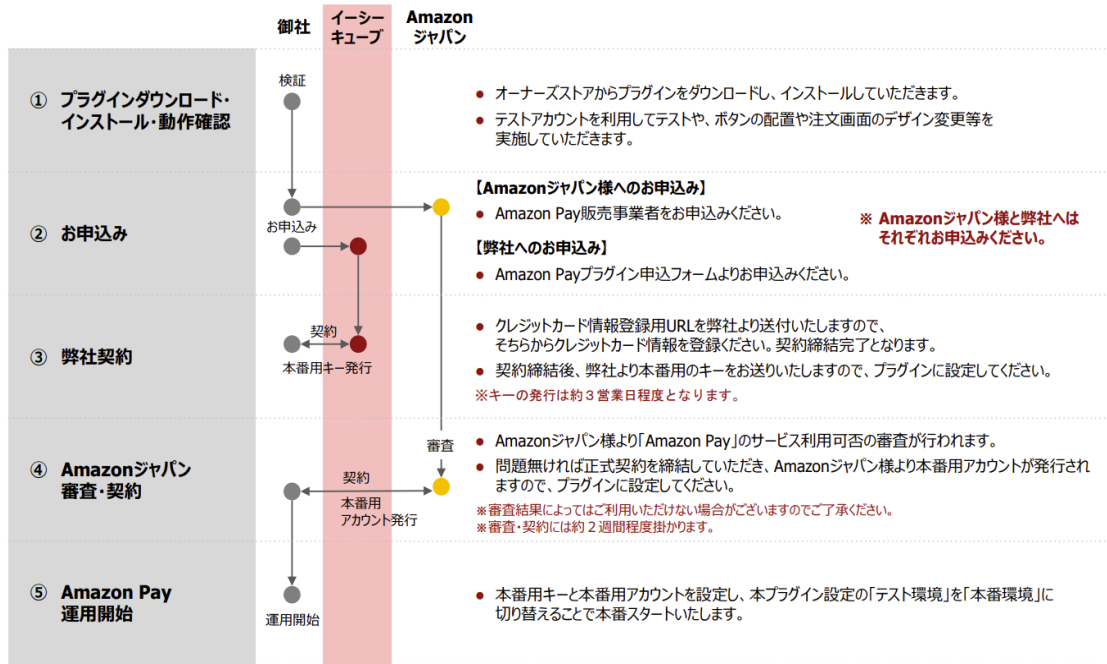 御社
イーシー
キューブ
Amazon
ジャパン
① プラグインダウンロード・
インストール・動作確認
検証
● オーナーズストアからプラグインをダウンロードし、インストールしていただきます。
● テストアカウントを利用してテストや、ボタンの配置や注文画面のデザイン変更等を
実施していただきます。
② お申込み
お申込み
【Amazonジャパン様へのお申込み】
● Amazon Pay販売事業者をお申込みください。
※ Amazonジャパン様と弊社へは
それぞれお申込みください。
【弊社へのお申込み】
● Amazon Payプラグイン申込フォームよりお申込みください。
③ 弊社契約
契約
本番用キー発行
● クレジットカード情報登録用URLを弊社より送付いたしますので、
そちらからクレジットカード情報を登録ください。契約締結完了となります。
● 契約締結後、弊社より本番用のキーをお送りいたしますので、プラグインに設定してください。
※キーの発行は約３営業日程度となります。
④ Amazonジャパン
審査・契約
審査
契約
本番用
アカウント発行
● Amazonジャパン様より「Amazon Pay」のサービス利用可否の審査が行われます。
● 問題無ければ正式契約を締結していただき、Amazonジャパン様より本番用アカウントが発行され
ますので、プラグインに設定してください。
※審査結果によってはご利用いただけない場合がございますのでご了承ください。
※審査・契約には約２週間程度掛かります。
⑤ Amazon Pay
運用開始
運用開始
● 本番用キーと本番用アカウントを設定し、本プラグイン設定の「テスト環境」を「本番環境」に
切り替えることで本番スタートいたします。